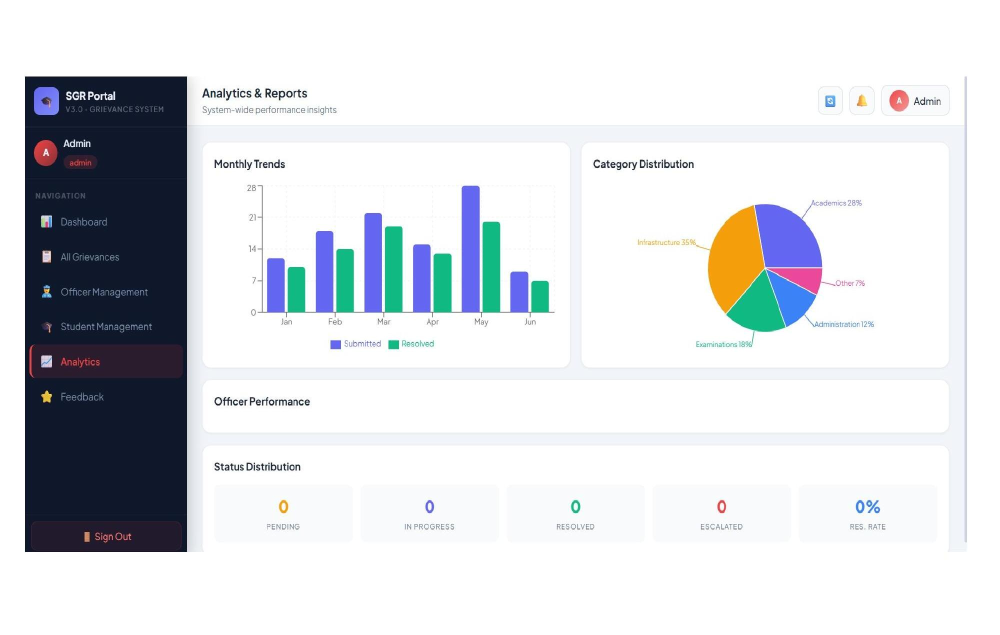 SGR Portal
V3.0 • GRIEVANCE SYSTEM
A
Admin
admin
NAVIGATION
Dashboard
All Grievances
Officer Management
Student Management
Analytics
Feedback
Sign Out
Analytics & Reports
System-wide performance insights
A
Admin
Monthly Trends
28
21
14
7
0
Jan
Feb
Mar
Apr
May
Jun
Submitted
Resolved
Category Distribution
Academics 28%
Infrastructure 35%
Other 7%
Administration 12%
Examinations 18%
Officer Performance
Status Distribution
0
PENDING
0
IN PROGRESS
0
RESOLVED
0
ESCALATED
0%
RES. RATE